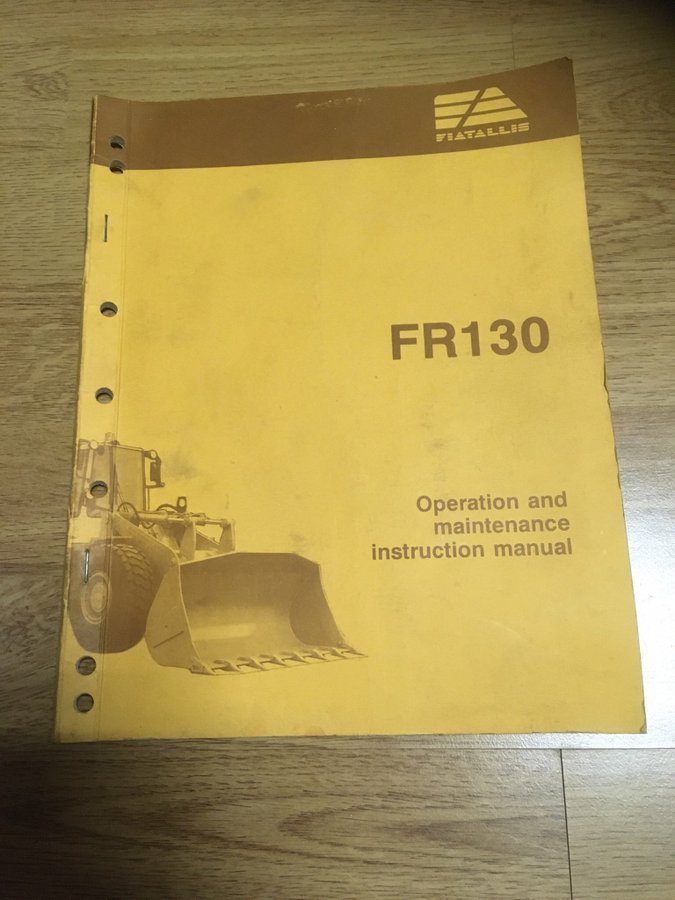 FIATALLIS
FR130
Operation and
maintenance
instruction manual